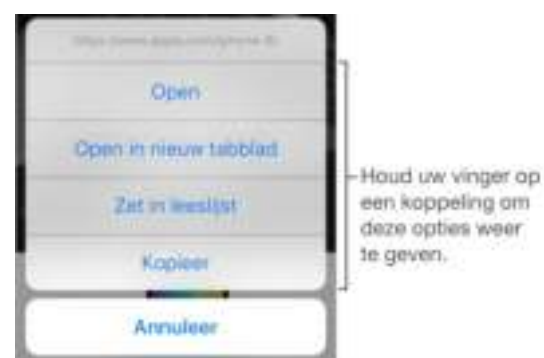 Open
Open in nieuw tabblad
Zet in leeslijst
Kopieer
Annuleer
Houd uw vinger op
een koppeling om
deze opties weer
te geven.